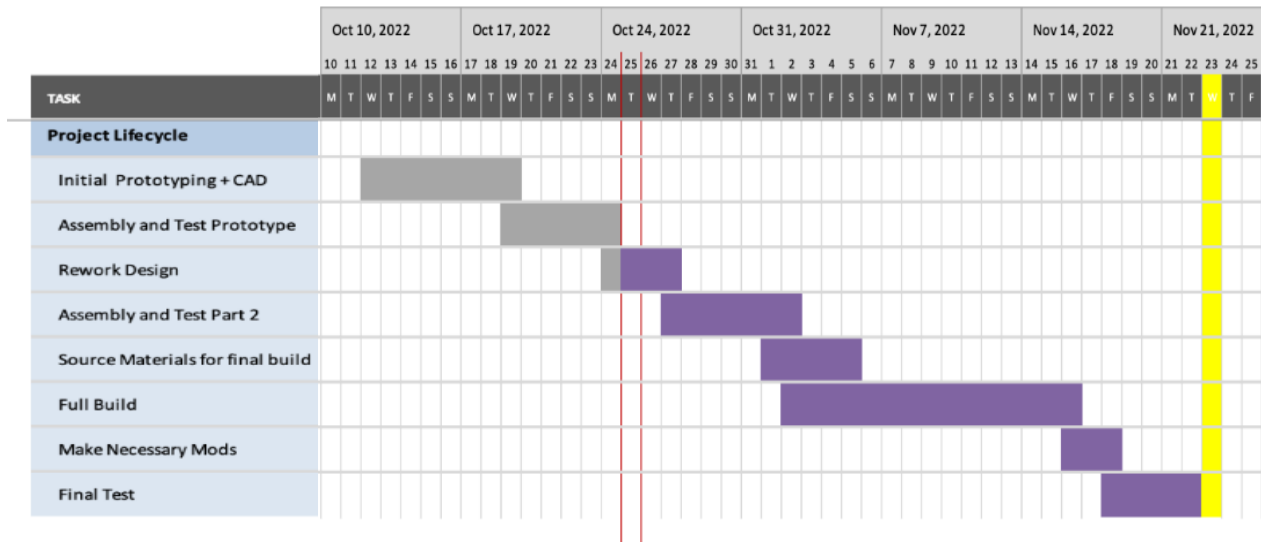 Oct 10, 2022 Oct 17, 2022 Oct 24, 2022 Oct 31, 2022 Nov 7, 2022 Nov 14, 2022 Nov 21, 2022
10 11 12 13 14 15 16 17 18 19 20 21 22 23 24 25 26 27 28 29 30 31 1 2 3 4 5 6 7 8 9 10 11 12 13 14 15 16 17 18 19 20 21 22 23 24 25
TASK M T W T F S S M T W T F S S M T W T F S S M T W T F S S M T W T F S S M T W T F S S M T W T F
Project Lifecycle
Initial Prototyping + CAD
Assembly and Test Prototype
Rework Design
Assembly and Test Part 2
Source Materials for final build
Full Build
Make Necessary Mods
Final Test